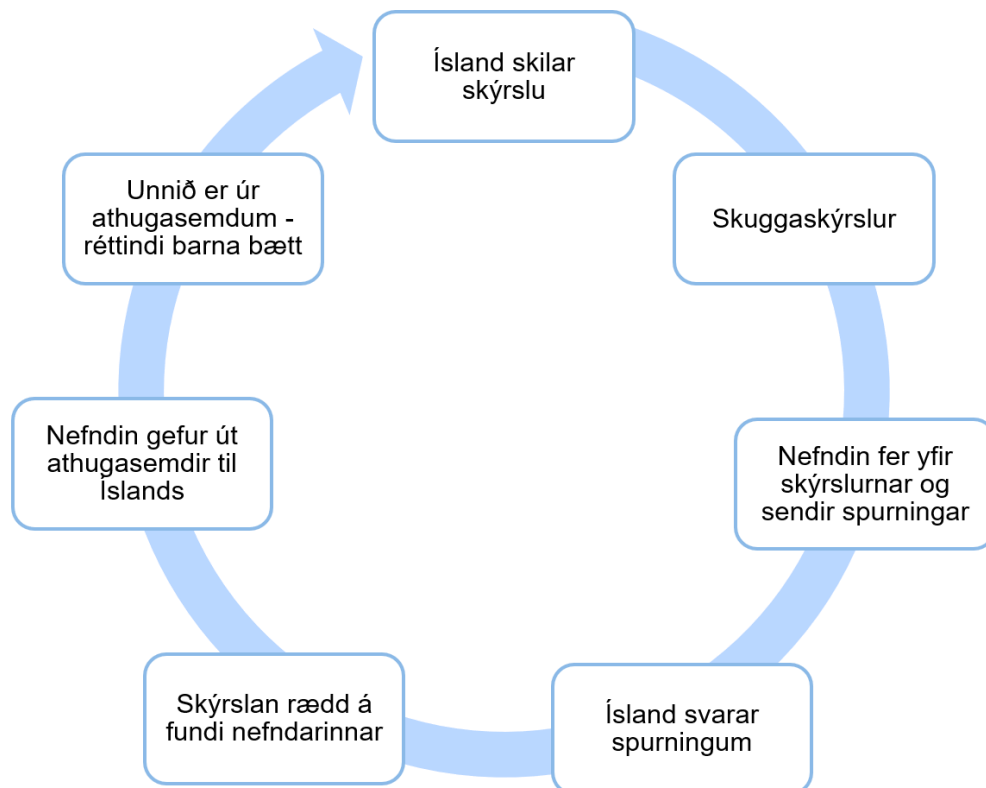 Ísland skilar
skýrslu
Skuggaskýrslur
Nefndin fer yfir
skýrslurnar og
sendir spurningar
Ísland svarar
spurningum
Skýrslan rædd á
fundi nefndarinnar
Nefndin gefur út
athugasemdir til
Íslands
Unnið er úr
athugasemdum -
réttindi barna bætt